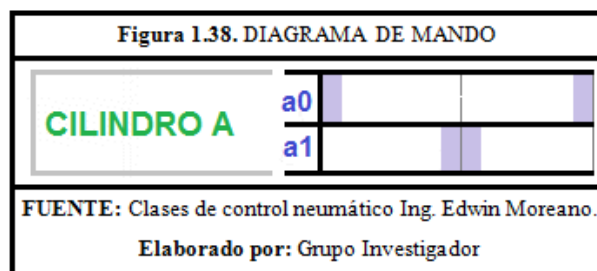 Figura 1.38. DIAGRAMA DE MANDO
CILINDRO A
a0
a1
FUENTE: Clases de control neumático Ing. Edwin Moreano.
Elaborado por: Grupo Investigador